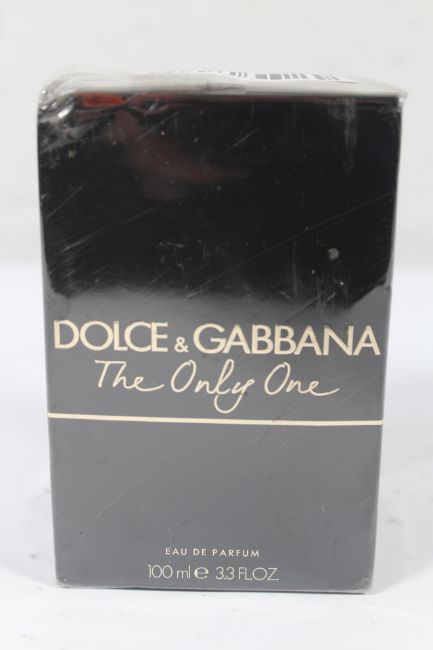 DOLCE & GABBANA
The Only One
EAU DE PARFUM
100 ml ℮ 3.3 FL.OZ.